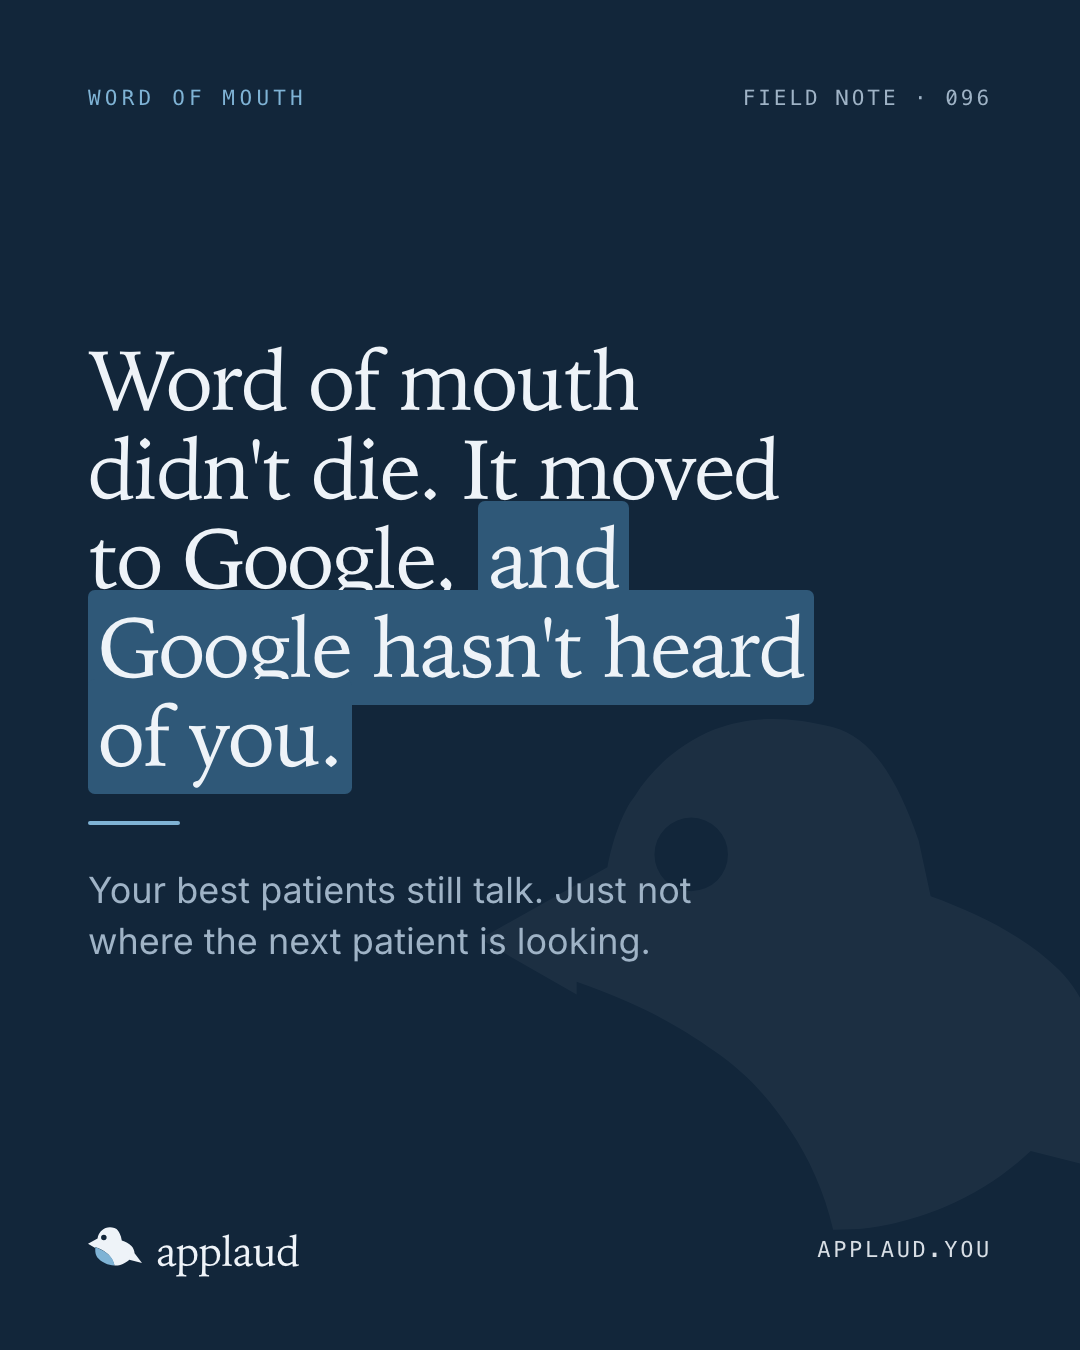 WORD OF MOUTH
FIELD NOTE · 096
Word of mouth
didn't die. It moved
to Google, and
Google hasn't heard
of you.
Your best patients still talk. Just not
where the next patient is looking.
applaud
APPLAUD.YOU